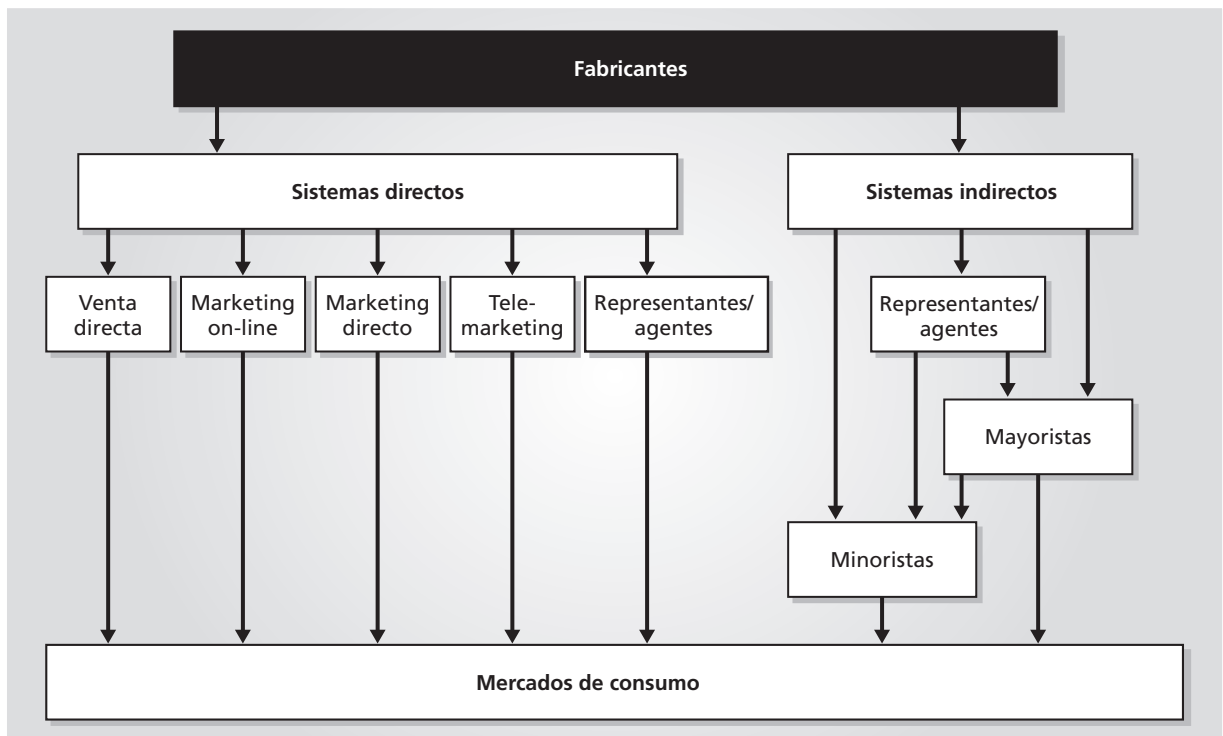 Fabricantes
Sistemas directos
Sistemas indirectos
Venta
directa
Marketing
on-line
Marketing
directo
Tele-
marketing
Representantes/
agentes
Representantes/
agentes
Mayoristas
Minoristas
Mercados de consumo